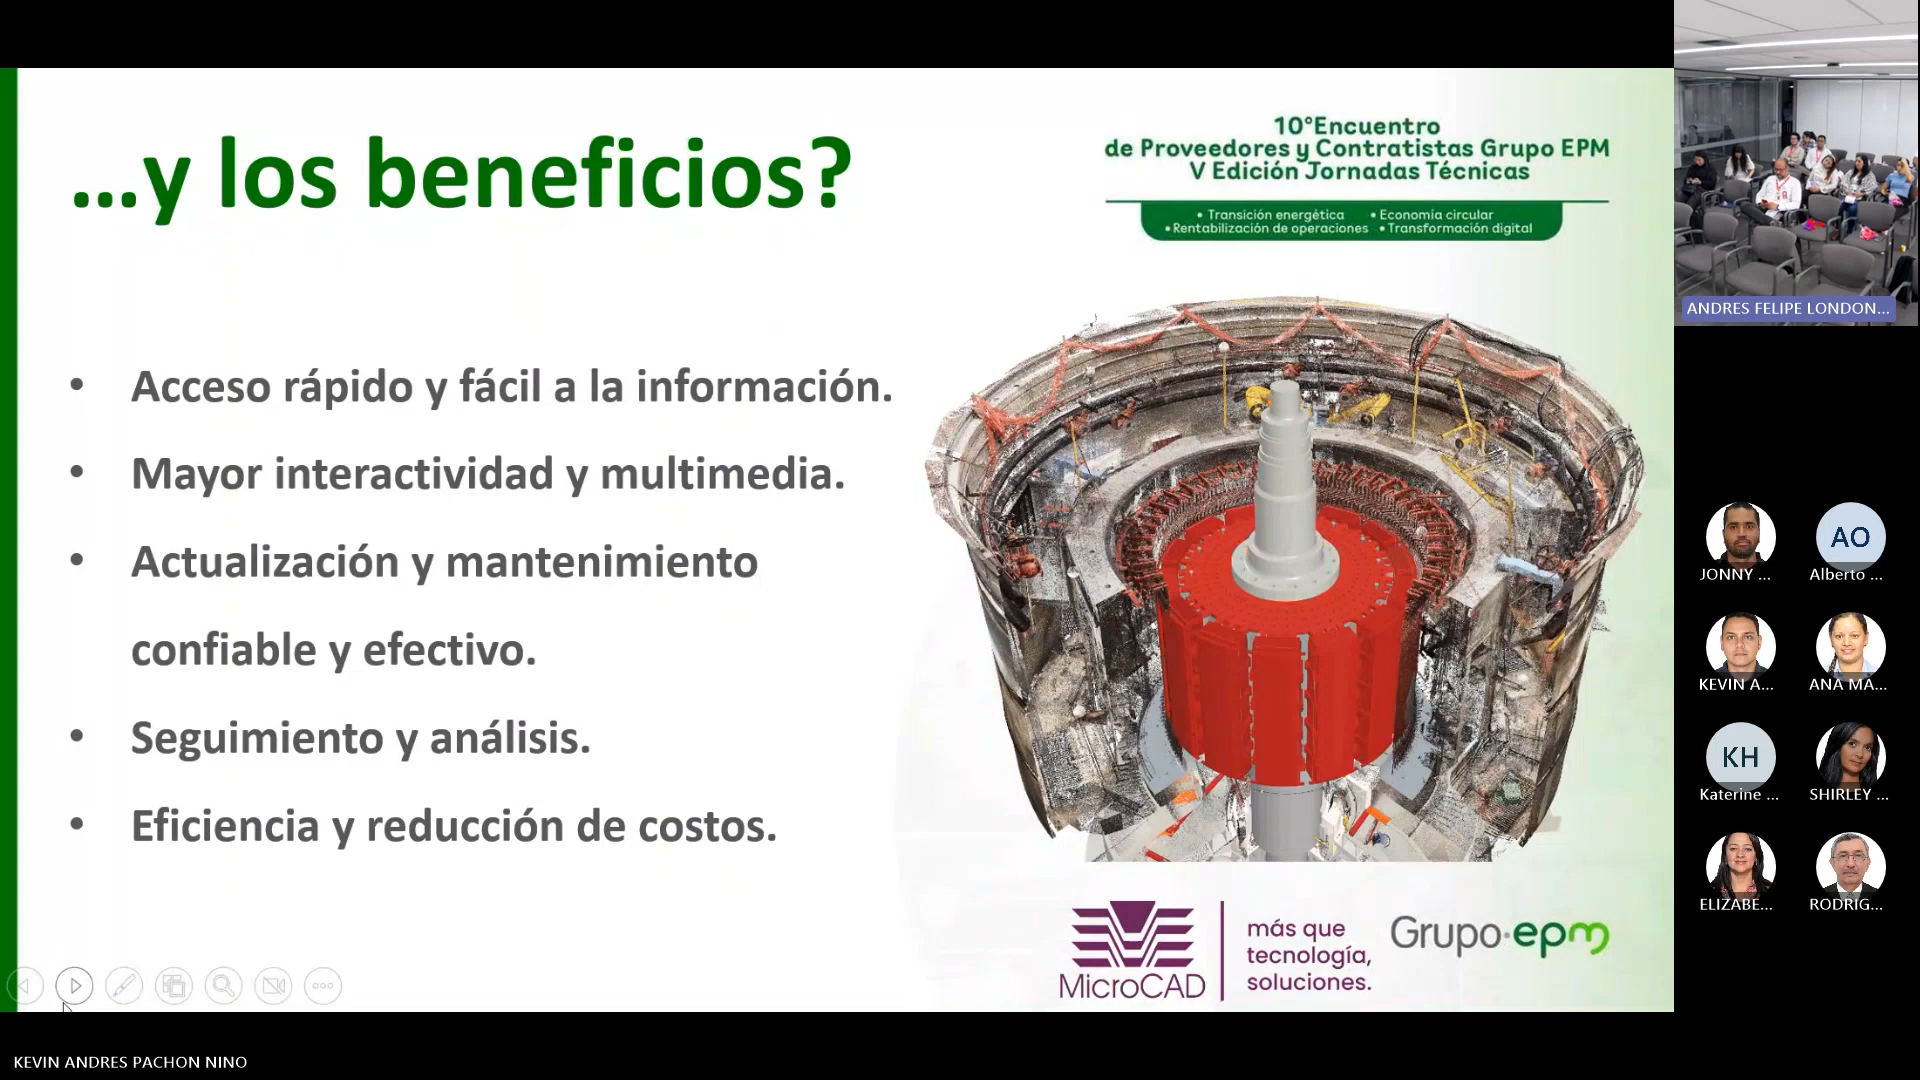 ...y los beneficios?
10°Encuentro
de Proveedores y Contratistas Grupo EPM
V Edición Jornadas Técnicas
• Transición energética • Economía circular
• Rentabilización de operaciones • Transformación digital
• Acceso rápido y fácil a la información.
• Mayor interactividad y multimedia.
• Actualización y mantenimiento
confiable y efectivo.
• Seguimiento y análisis.
• Eficiencia y reducción de costos.
MicroCAD
más que
tecnología,
soluciones.
Grupo·epm
KEVIN ANDRES PACHON NINO
ANDRES FELIPE LONDON...
JONNY ...
AO
Alberto ...
KEVIN A...
ANA MA...
KH
Katerine ...
SHIRLEY ...
ELIZABE...
RODRIG...